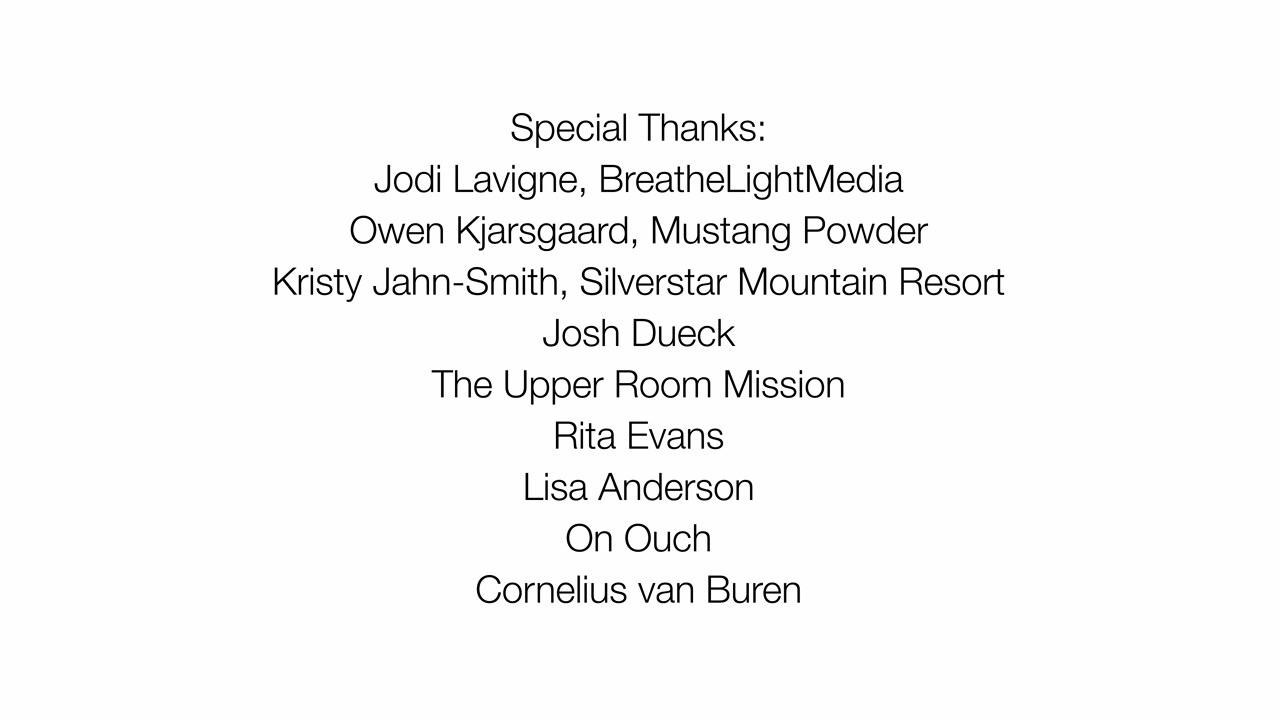 Special Thanks:
Jodi Lavigne, BreatheLightMedia
Owen Kjarsgaard, Mustang Powder
Kristy Jahn-Smith, Silverstar Mountain Resort
Josh Dueck
The Upper Room Mission
Rita Evans
Lisa Anderson
On Ouch
Cornelius van Buren